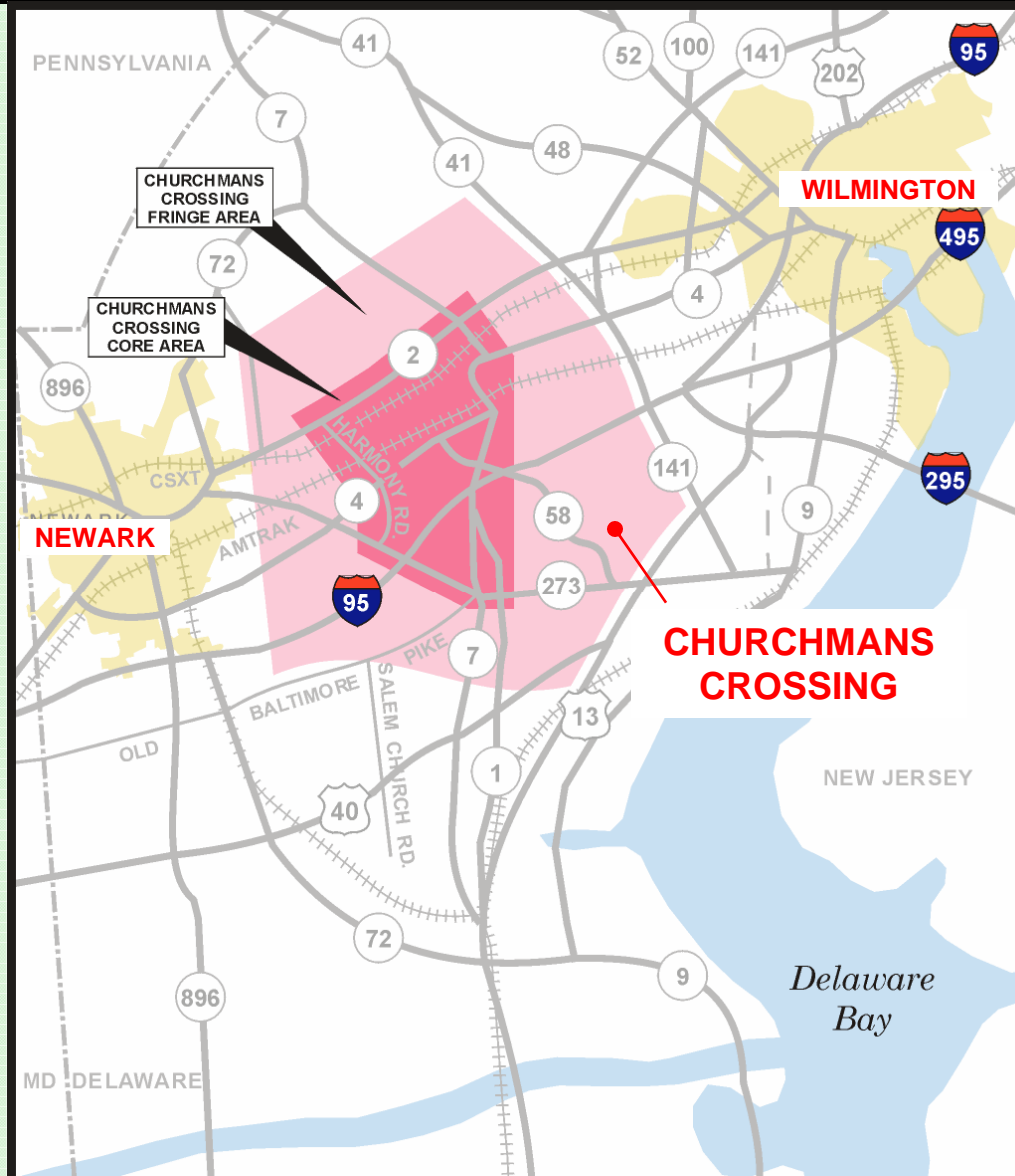 41
52
100
141
202
95
PENNSYLVANIA
7
48
41
CHURCHMANS
CROSSING
FRINGE AREA
WILMINGTON
495
72
4
CHURCHMANS
CROSSING
CORE AREA
2
896
HARMONY RD.
141
295
CSXT
4
58
9
NEWARK
NEWARK
AMTRAK
273
95
CHURCHMANS
CROSSING
7
PIKE
BALTIMORE
OLD
SALEM CHURCH RD.
13
1
NEW JERSEY
40
72
9
896
Delaware
Bay
MD
DELAWARE